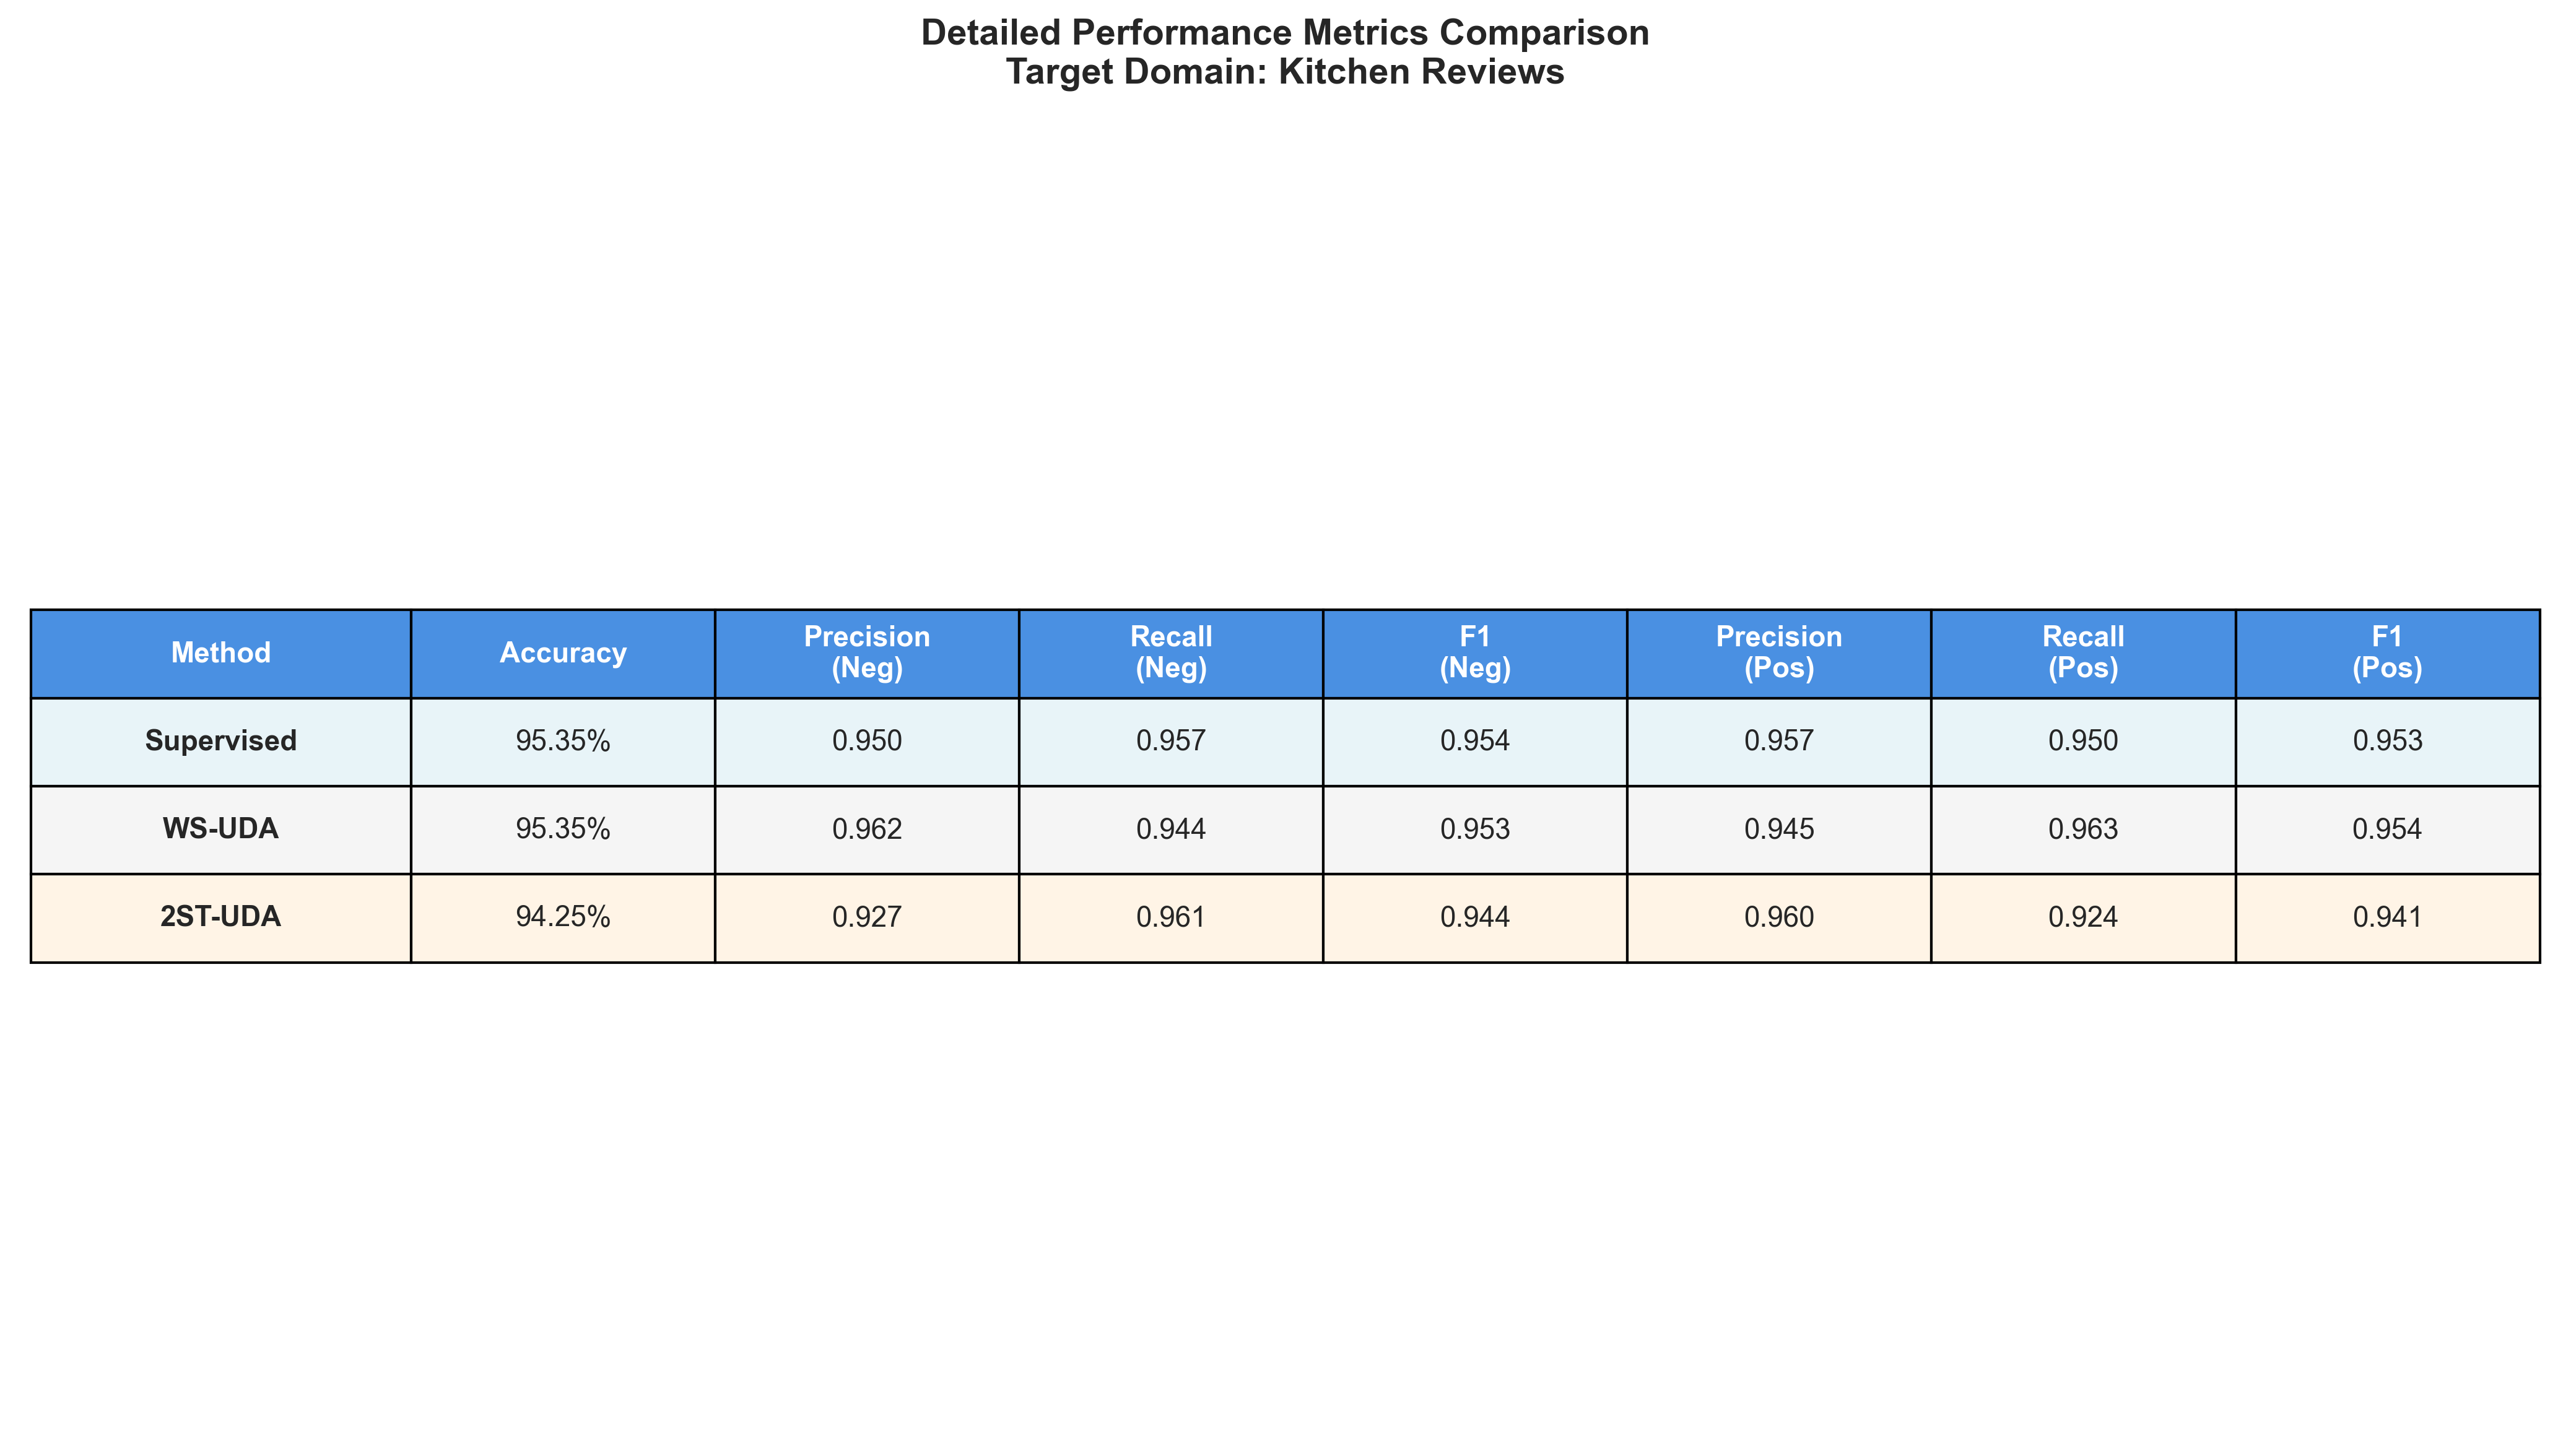 Detailed Performance Metrics Comparison
Target Domain: Kitchen Reviews
Method Accuracy Precision (Neg) Recall (Neg) F1 (Neg) Precision (Pos) Recall (Pos) F1 (Pos)
Supervised 95.35% 0.950 0.957 0.954 0.957 0.950 0.953
WS-UDA 95.35% 0.962 0.944 0.953 0.945 0.963 0.954
2ST-UDA 94.25% 0.927 0.961 0.944 0.960 0.924 0.941